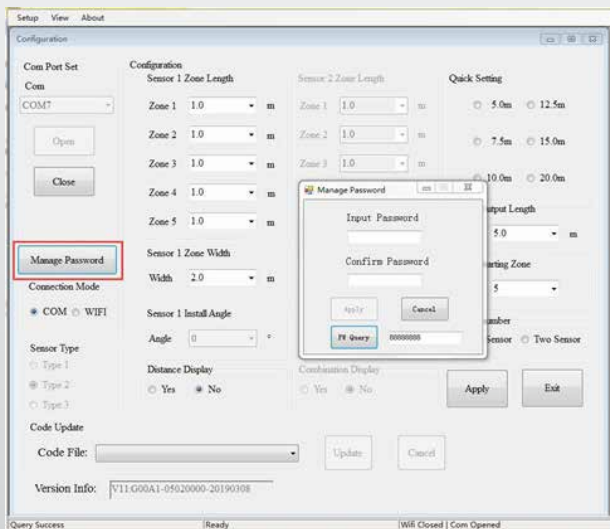 Setup View About
Configuration
Com Port Set
Com
COM7
Open
Close
Manage Password
Connection Mode
COM WIFI
Sensor Type
Type 1
Type 2
Type 3
Configuration
Sensor 1 Zone Length
Zone 1 1.0 m
Zone 2 1.0 m
Zone 3 1.0 m
Zone 4 1.0 m
Zone 5 1.0 m
Sensor 1 Zone Width
Width 2.0 m
Sensor 1 Install Angle
Angle 0 °
Distance Display
Yes No
Sensor 2 Zone Length
Zone 1 1.0 m
Zone 2 1.0 m
Zone 3 1.0 m
Manage Password
Input Password
Confirm Password
Apply Cancel
PW Query 00000000
Combination Display
Yes No
Quick Setting
5.0m 12.5m
7.5m 15.0m
10.0m 20.0m
utput Length
5.0 m
arting Zone
5
umber
Sensor Two Sensor
Apply Exit
Code Update
Code File: Update Cancel
Version Info: V11:G00A1-05020000-20190308
Query Success Ready Wifi Closed | Com Opened